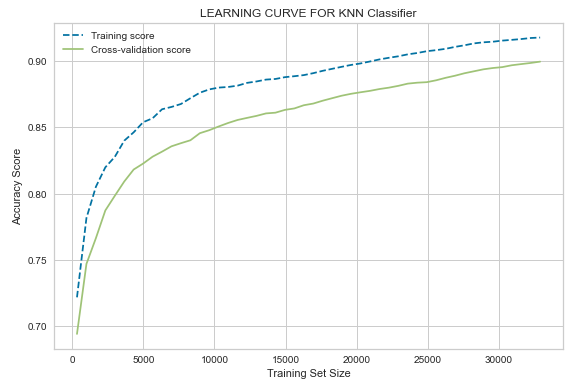 LEARNING CURVE FOR KNN Classifier
Training score
Cross-validation score
Accuracy Score
0.90
0.85
0.80
0.75
0.70
0 5000 10000 15000 20000 25000 30000
Training Set Size